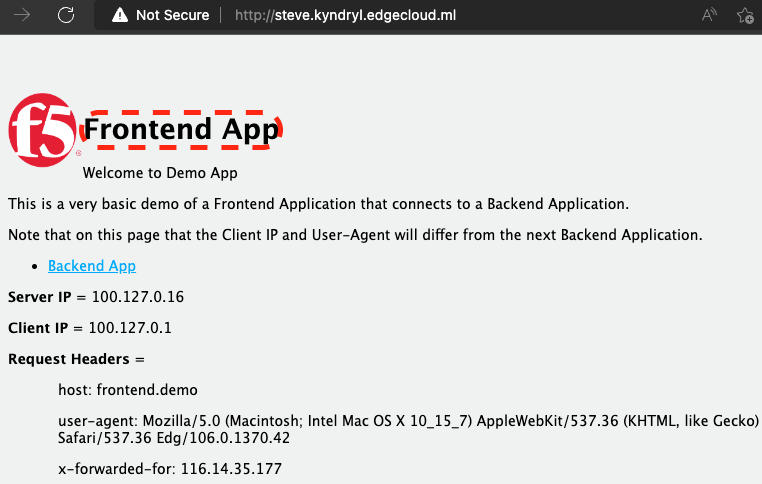 Not Secure | http://steve.kyndryl.edgecloud.ml
f5 ®
Frontend App
Welcome to Demo App
This is a very basic demo of a Frontend Application that connects to a Backend Application.
Note that on this page that the Client IP and User-Agent will differ from the next Backend Application.
• Backend App
Server IP = 100.127.0.16
Client IP = 100.127.0.1
Request Headers =
host: frontend.demo
user-agent: Mozilla/5.0 (Macintosh; Intel Mac OS X 10_15_7) AppleWebKit/537.36 (KHTML, like Gecko)
Safari/537.36 Edg/106.0.1370.42
x-forwarded-for: 116.14.35.177